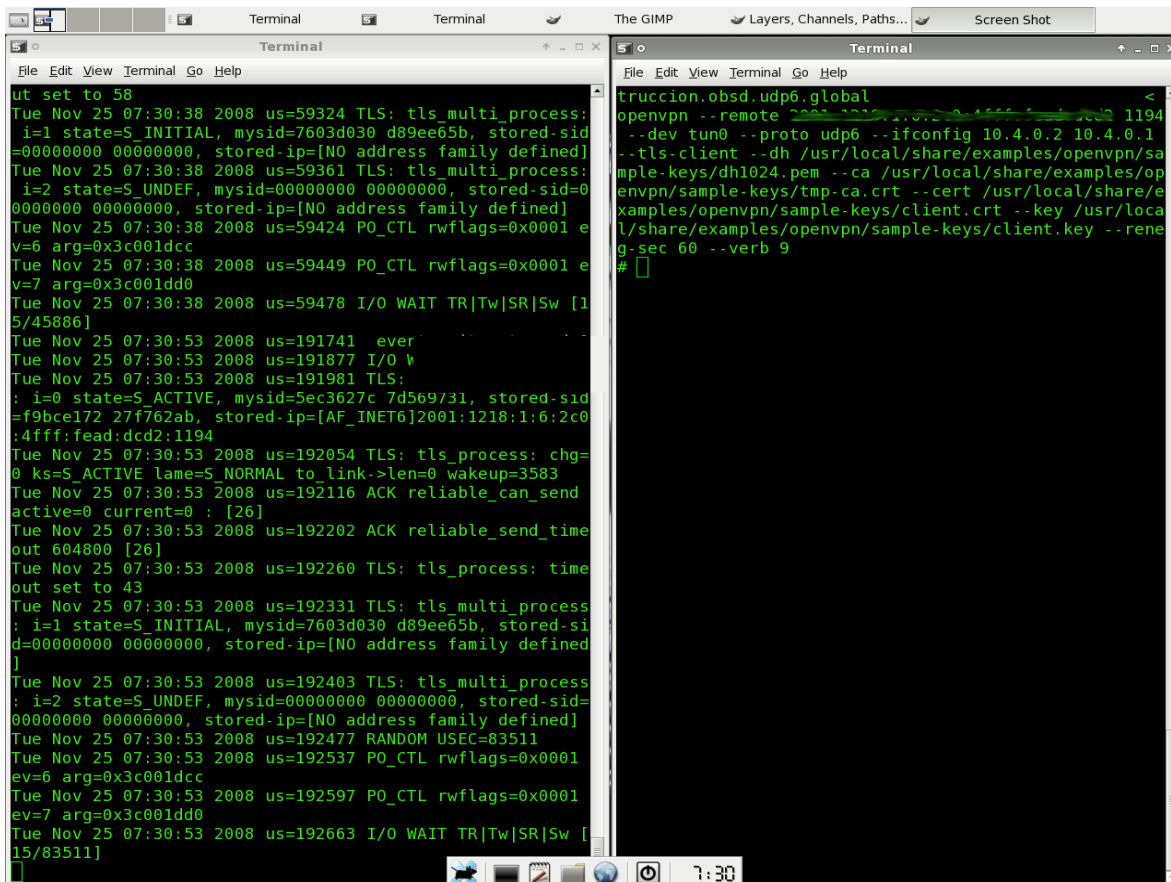 Terminal
Terminal
The GIMP
Layers, Channels, Paths...
Screen Shot
Terminal
File Edit View Terminal Go Help
ut set to 58
Tue Nov 25 07:30:38 2008 us=59324 TLS: tls_multi_process:
i=1 state=S_INITIAL, mysid=7603d030 d89ee65b, stored-sid
=00000000 00000000, stored-ip=[NO address family defined]
Tue Nov 25 07:30:38 2008 us=59361 TLS: tls_multi_process:
i=2 state=S_UNDEF, mysid=00000000 00000000, stored-sid=0
0000000 00000000, stored-ip=[NO address family defined]
Tue Nov 25 07:30:38 2008 us=59424 PO_CTL rwflags=0x0001 e
v=6 arg=0x3c001dcc
Tue Nov 25 07:30:38 2008 us=59449 PO_CTL rwflags=0x0001 e
v=7 arg=0x3c001dd0
Tue Nov 25 07:30:38 2008 us=59478 I/O WAIT TR|Tw|SR|Sw [1
5/45886]
Tue Nov 25 07:30:53 2008 us=191741
Tue Nov 25 07:30:53 2008 us=191877 I/O
Tue Nov 25 07:30:53 2008 us=191981 TLS:
: i=0 state=S_ACTIVE, mysid=5ec3627c 7d569731, stored-sid
=f9bce172 27f762ab, stored-ip=[AF_INET6]2001:1218:1:6:2c0
:4fff:fead:dcd2:1194
Tue Nov 25 07:30:53 2008 us=192054 TLS: tls_process: chg=
0 ks=S_ACTIVE lame=S_NORMAL to_link->len=0 wakeup=3583
Tue Nov 25 07:30:53 2008 us=192116 ACK reliable_can_send
active=0 current=0 : [26]
Tue Nov 25 07:30:53 2008 us=192202 ACK reliable_send_time
out 604800 [26]
Tue Nov 25 07:30:53 2008 us=192260 TLS: tls_process: time
out set to 43
Tue Nov 25 07:30:53 2008 us=192331 TLS: tls_multi_process
: i=1 state=S_INITIAL, mysid=7603d030 d89ee65b, stored-si
d=00000000 00000000, stored-ip=[NO address family defined
]
Tue Nov 25 07:30:53 2008 us=192403 TLS: tls_multi_process
: i=2 state=S_UNDEF, mysid=00000000 00000000, stored-sid=
00000000 00000000, stored-ip=[NO address family defined]
Tue Nov 25 07:30:53 2008 us=192477 RANDOM USEC=83511
Tue Nov 25 07:30:53 2008 us=192537 PO_CTL rwflags=0x0001
ev=6 arg=0x3c001dcc
Tue Nov 25 07:30:53 2008 us=192597 PO_CTL rwflags=0x0001
ev=7 arg=0x3c001dd0
Tue Nov 25 07:30:53 2008 us=192663 I/O WAIT TR|Tw|SR|Sw [
15/83511]
Terminal
File Edit View Terminal Go Help
truccion.obsd.udp6.global <
openvpn --remote 1194
--dev tun0 --proto udp6 --ifconfig 10.4.0.2 10.4.0.1
--tls-client --dh /usr/local/share/examples/openvpn/sa
mple-keys/dh1024.pem --ca /usr/local/share/examples/op
envpn/sample-keys/tmp-ca.crt --cert /usr/local/share/e
xamples/openvpn/sample-keys/client.crt --key /usr/loca
l/share/examples/openvpn/sample-keys/client.key --rene
g-sec 60 --verb 9
#
7:30